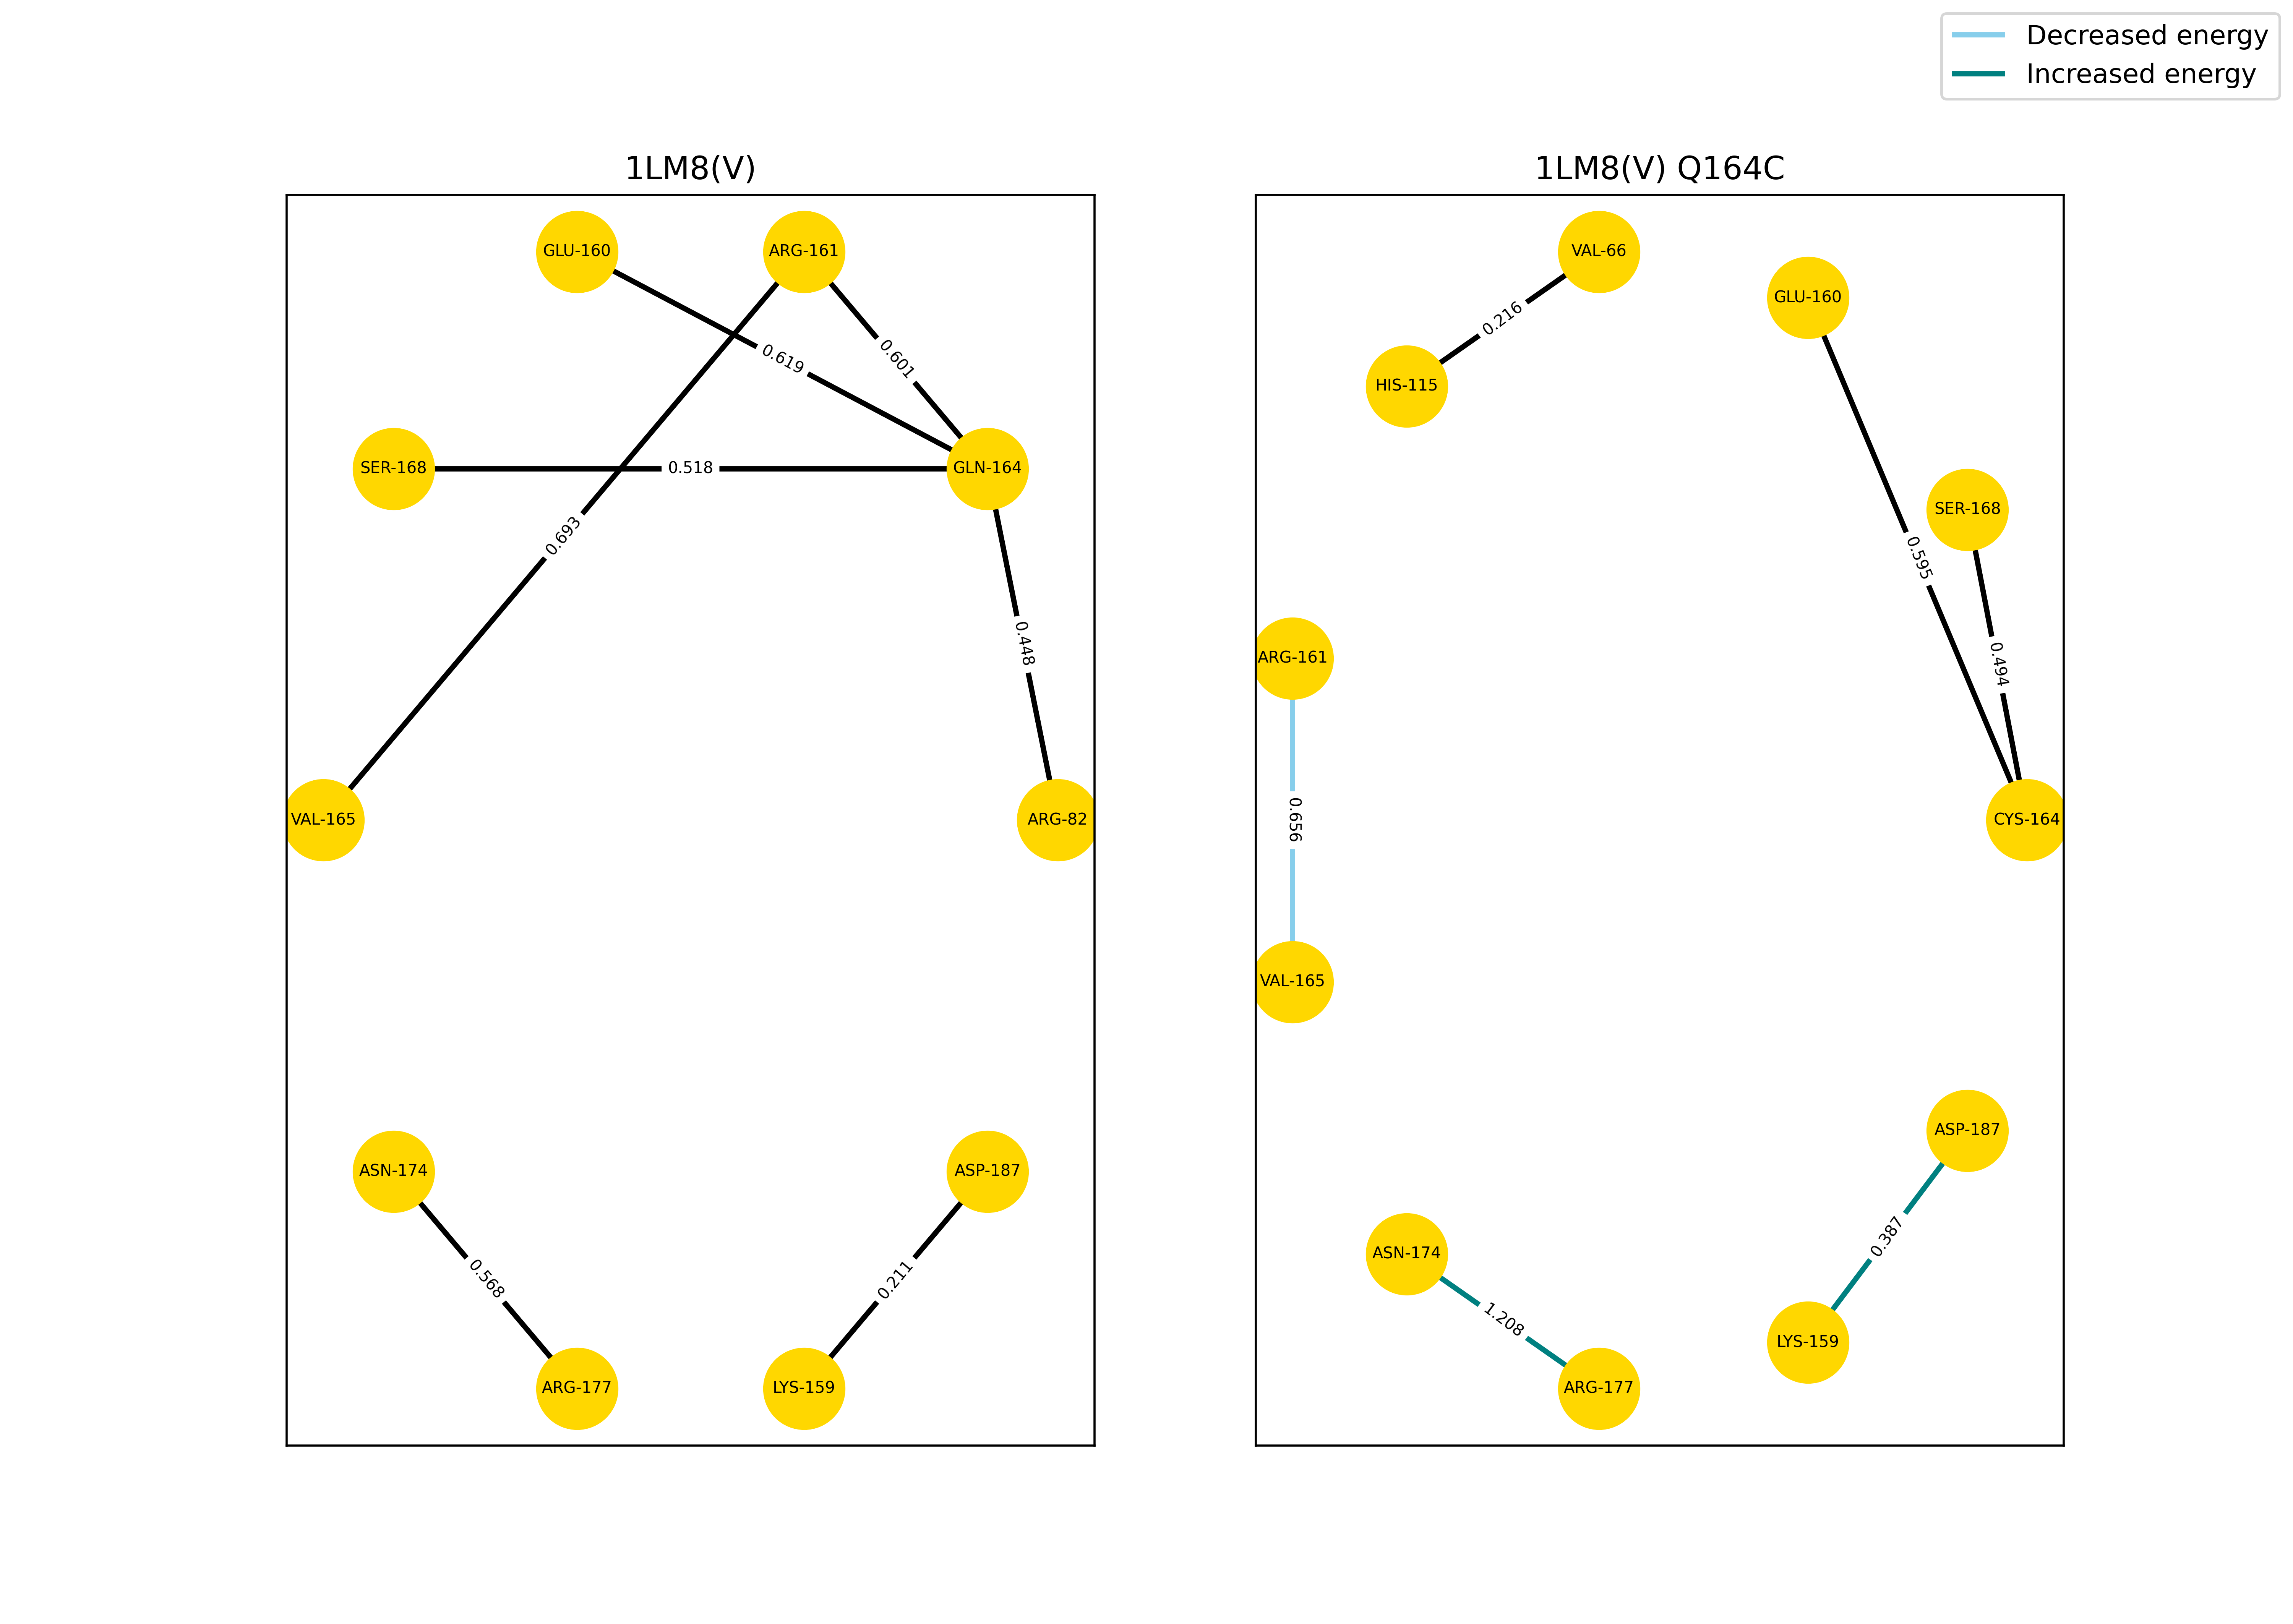 Decreased energy
Increased energy
1LM8(V)
GLU-160
ARG-161
0.619
0.601
SER-168
0.518
GLN-164
0.693
0.448
VAL-165
ARG-82
ASN-174
ASP-187
0.568
0.211
ARG-177
LYS-159
1LM8(V) Q164C
VAL-66
GLU-160
0.216
HIS-115
SER-168
0.595
0.494
ARG-161
0.656
CYS-164
VAL-165
ASP-187
0.387
ASN-174
1.208
LYS-159
ARG-177